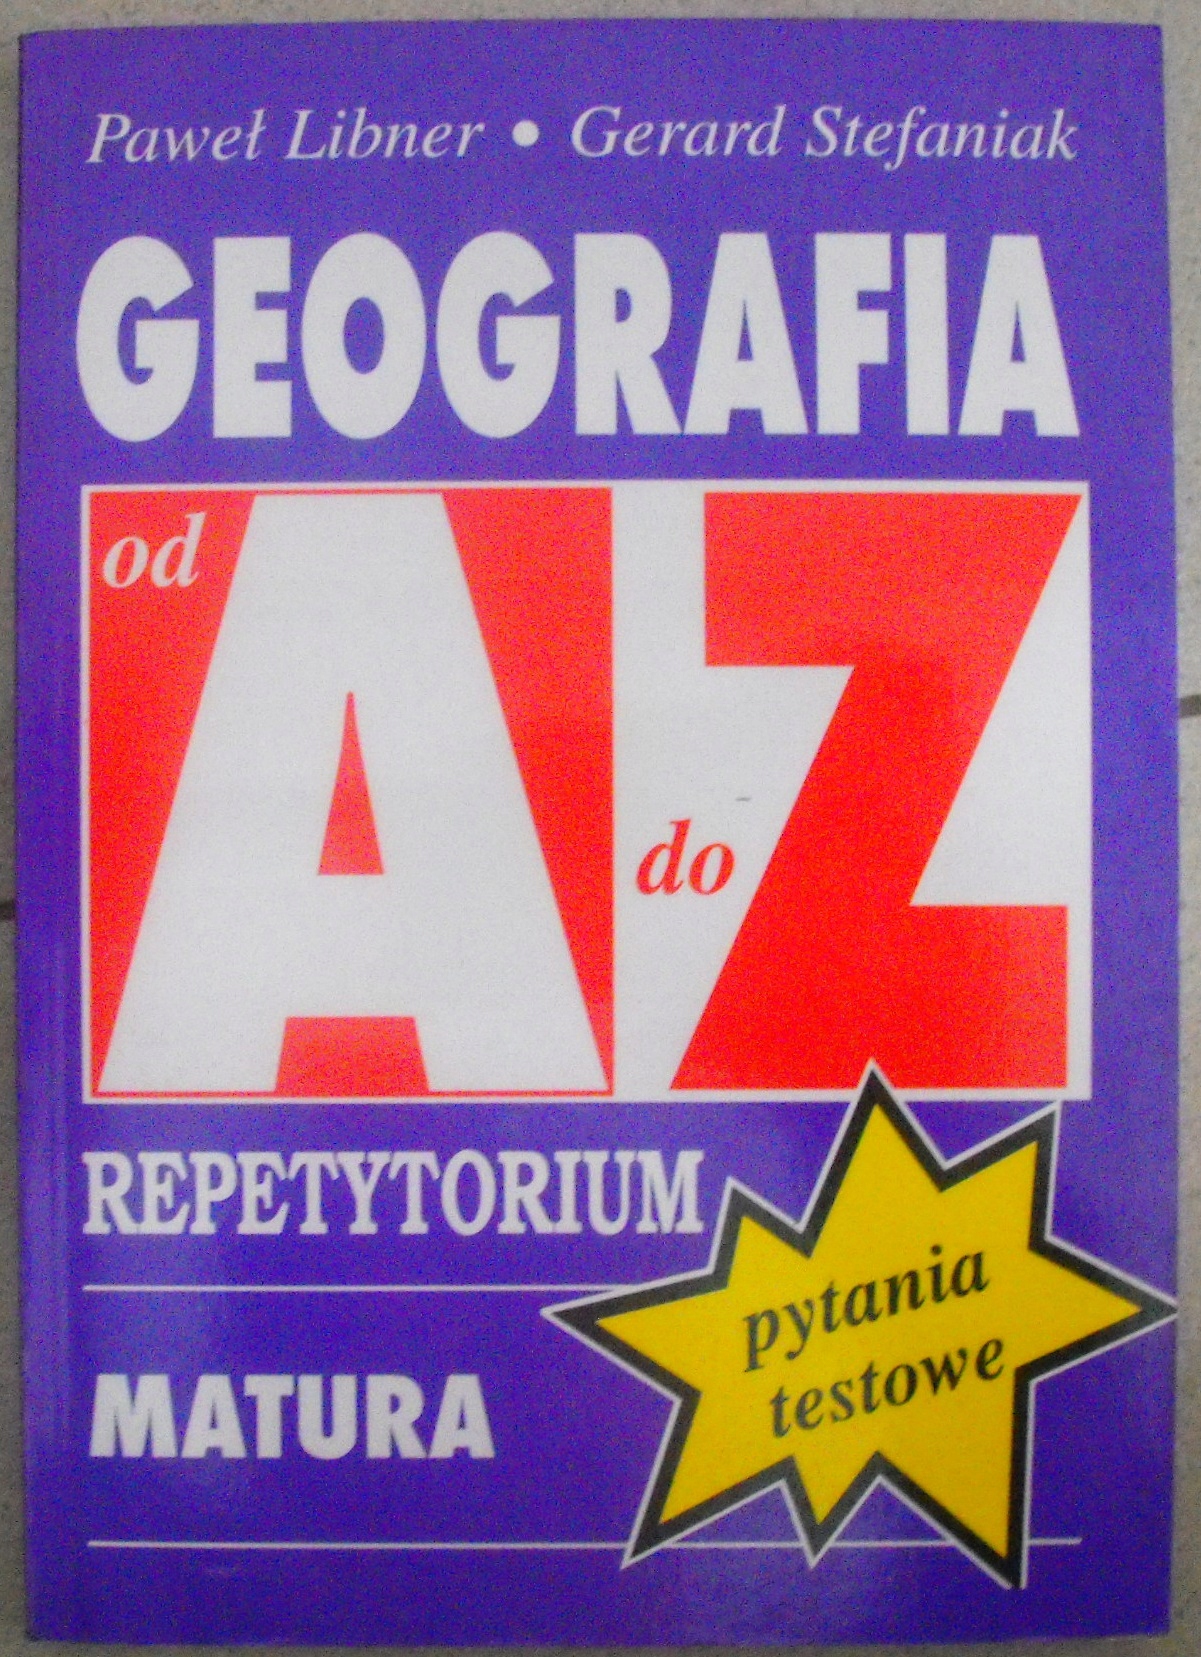 Paweł Libner • Gerard Stefaniak
GEOGRAFIA
od A do Z
REPETYTORIUM
MATURA
pytania
testowe